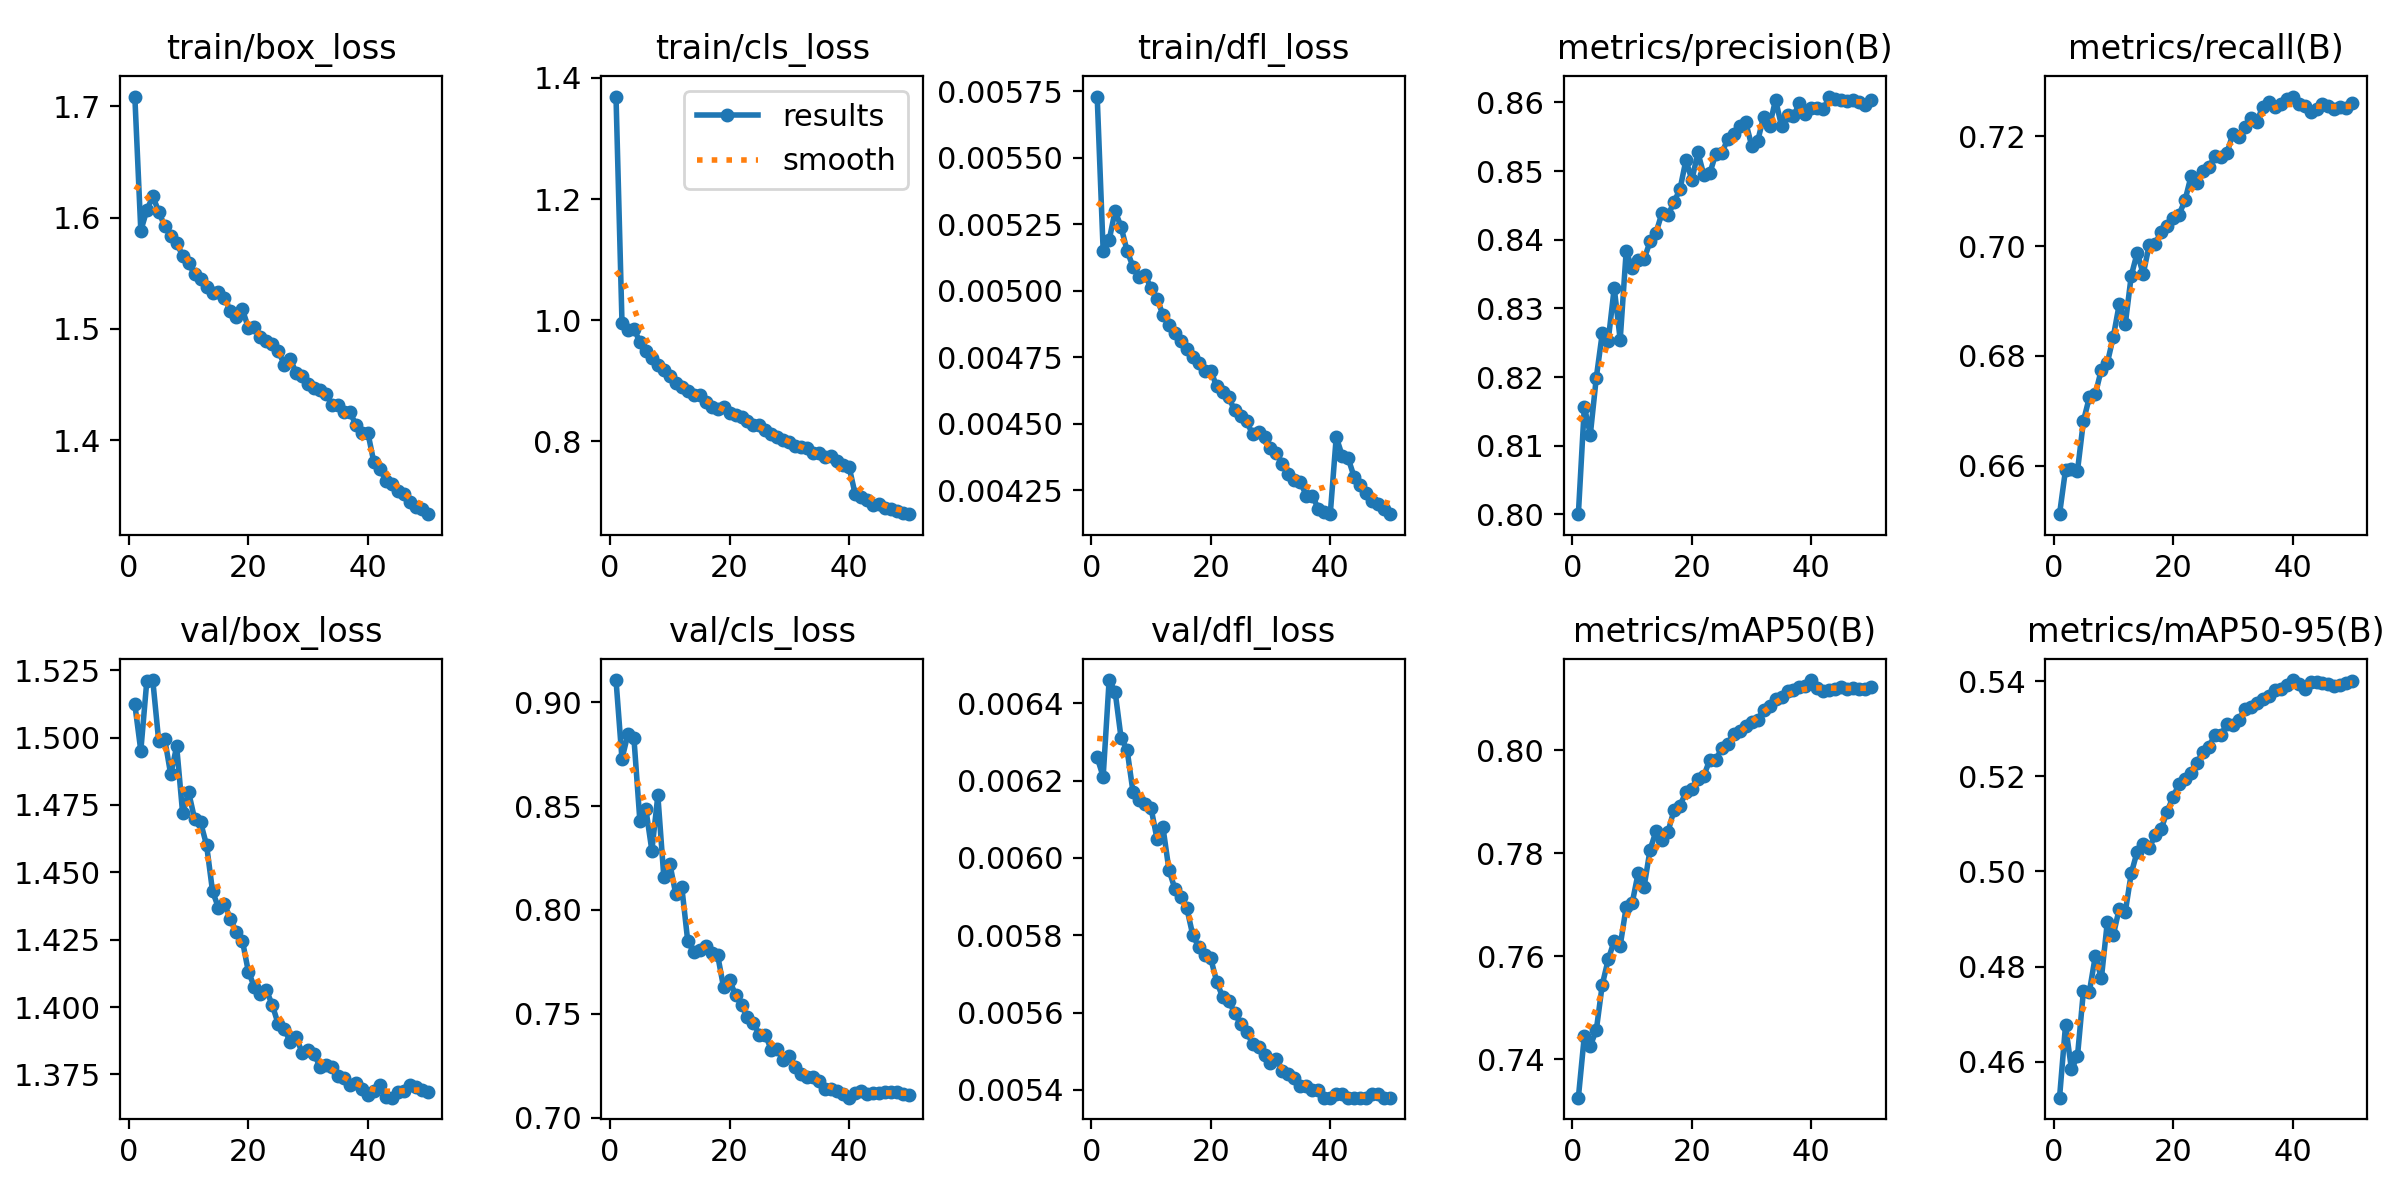 train/box_loss
1.7
1.6
1.5
1.4
0 20 40
train/cls_loss
1.4
1.2
1.0
0.8
results
smooth
0 20 40
train/dfl_loss
0.00575
0.00550
0.00525
0.00500
0.00475
0.00450
0.00425
0 20 40
metrics/precision(B)
0.86
0.85
0.84
0.83
0.82
0.81
0.80
0 20 40
metrics/recall(B)
0.72
0.70
0.68
0.66
0 20 40
val/box_loss
1.525
1.500
1.475
1.450
1.425
1.400
1.375
0 20 40
val/cls_loss
0.90
0.85
0.80
0.75
0.70
0 20 40
val/dfl_loss
0.0064
0.0062
0.0060
0.0058
0.0056
0.0054
0 20 40
metrics/mAP50(B)
0.80
0.78
0.76
0.74
0 20 40
metrics/mAP50-95(B)
0.54
0.52
0.50
0.48
0.46
0 20 40